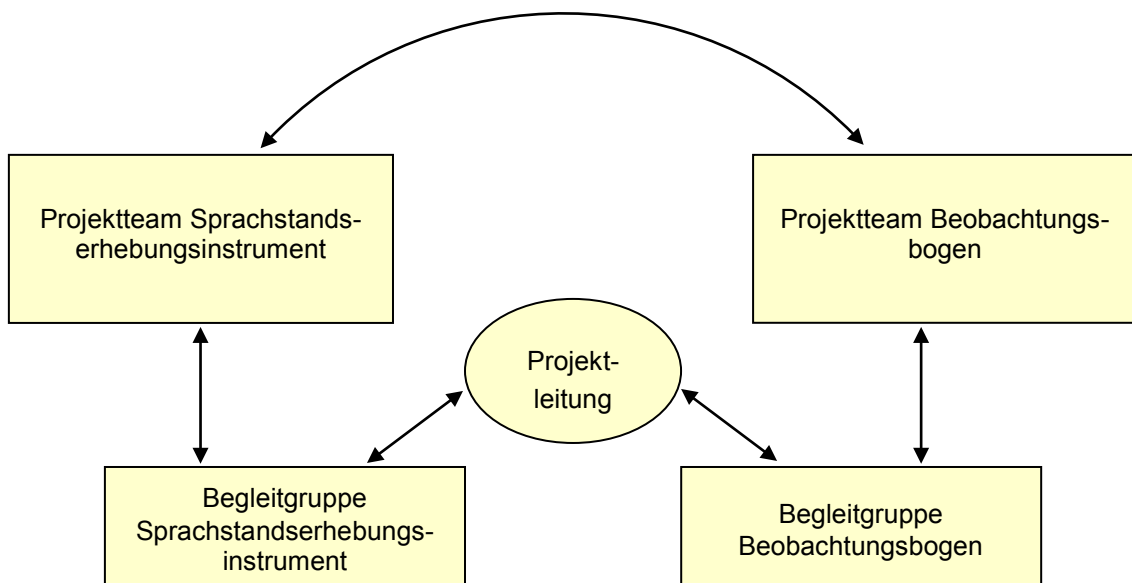 Projektteam Sprachstands-
erhebungsinstrument
Projektteam Beobachtungs-
bogen
Projekt-
leitung
Begleitgruppe
Sprachstandserhebungs-
instrument
Begleitgruppe
Beobachtungsbogen